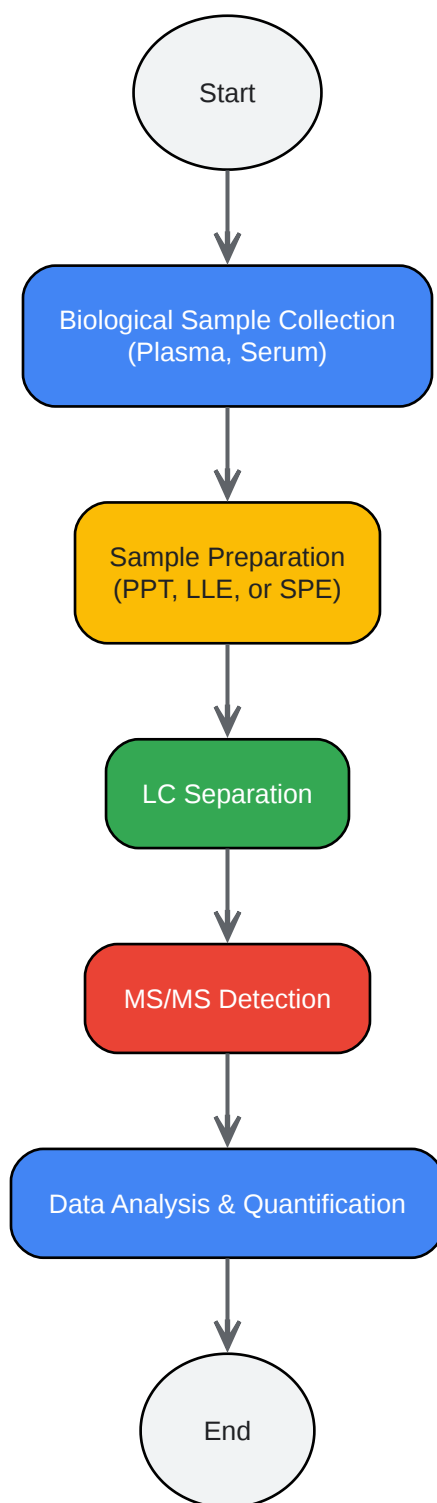 Start
Biological Sample Collection
(Plasma, Serum)
Sample Preparation
(PPT, LLE, or SPE)
LC Separation
MS/MS Detection
Data Analysis & Quantification
End